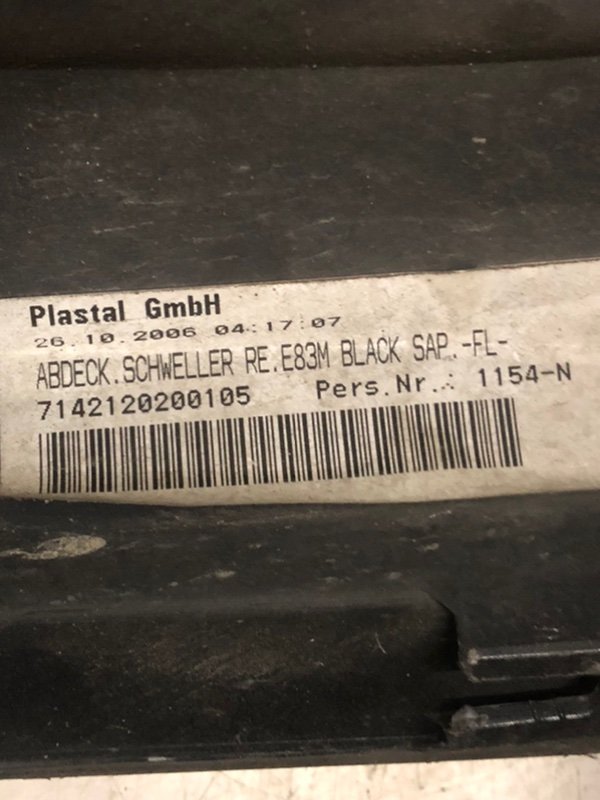 Plastal GmbH
26.10.2006 04:17:07
ABDECK.SCHWELLER RE.E83M BLACK SAP.-FL-
7142120200105 Pers.Nr.: 1154-N